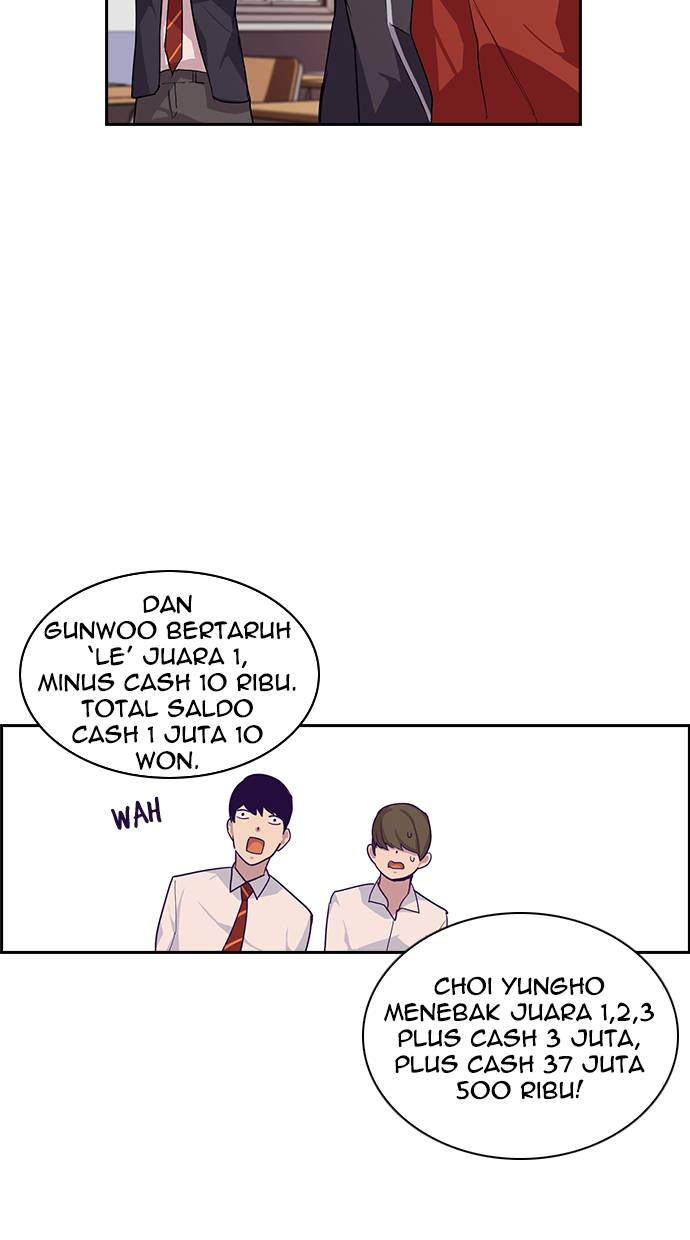 DAN
GUNWOO BERTARUH
'LE' JUARA 1,
MINUS CASH 10 RIBU.
TOTAL SALDO
CASH 1 JUTA 10
WON.
WAH
CHOI YUNGHO
MENEBAK JUARA 1,2,3
PLUS CASH 3 JUTA,
PLUS CASH 37 JUTA
500 RIBU!